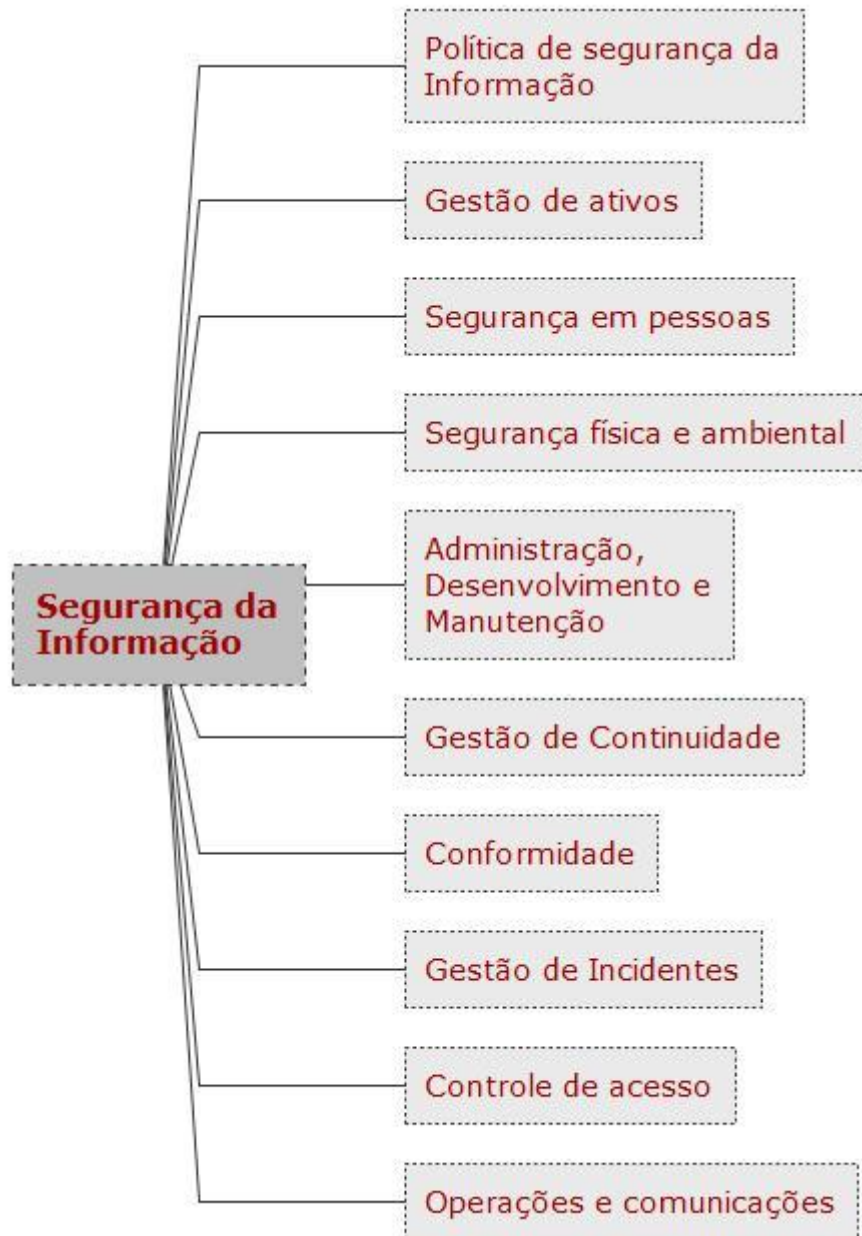 Política de segurança da
Informação
Gestão de ativos
Segurança em pessoas
Segurança física e ambiental
Administração,
Desenvolvimento e
Manutenção
Segurança da
Informação
Gestão de Continuidade
Conformidade
Gestão de Incidentes
Controle de acesso
Operações e comunicações